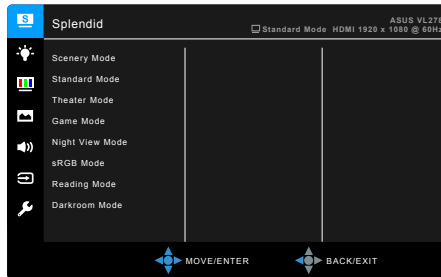 S
Splendid
ASUS VL278
Standard Mode HDMI 1920 x 1080 @ 60Hz
Scenery Mode
Standard Mode
Theater Mode
Game Mode
Night View Mode
sRGB Mode
Reading Mode
Darkroom Mode
MOVE/ENTER
BACK/EXIT